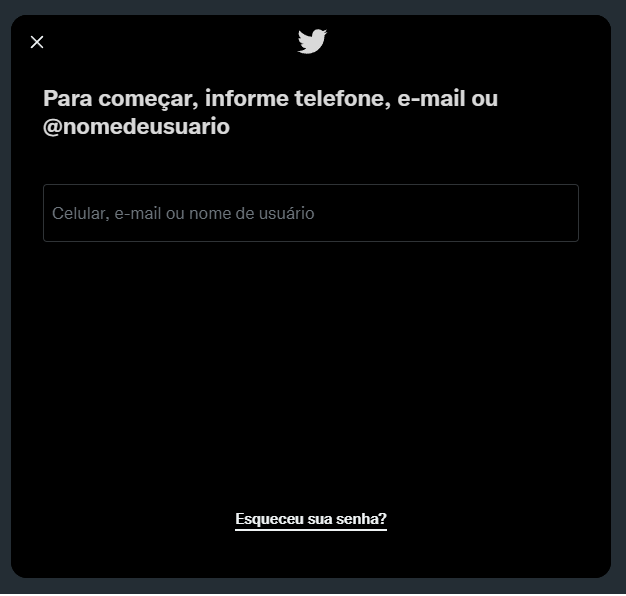 Para começar, informe telefone, e-mail ou
@nomedeusuario
Celular, e-mail ou nome de usuário
Esqueceu sua senha?